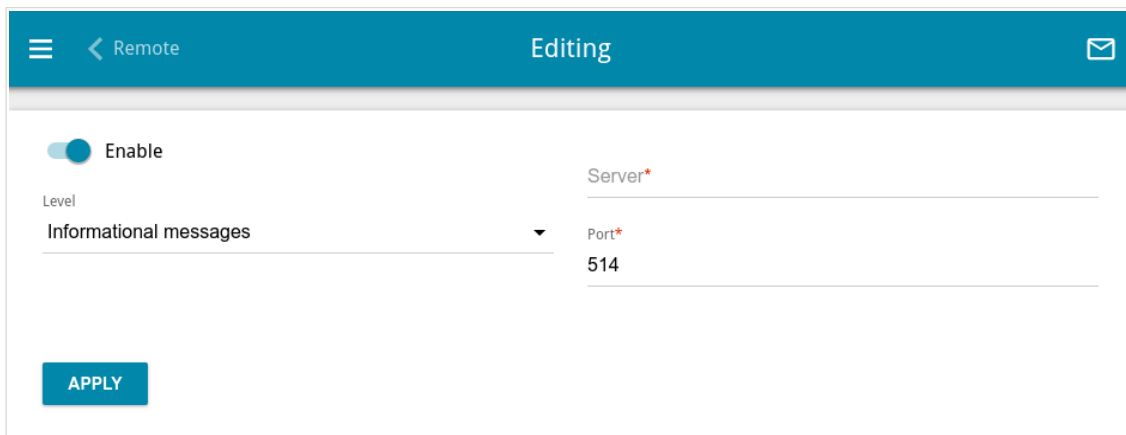 Remote
Editing
Enable
Level
Informational messages
Server*
Port*
514
APPLY